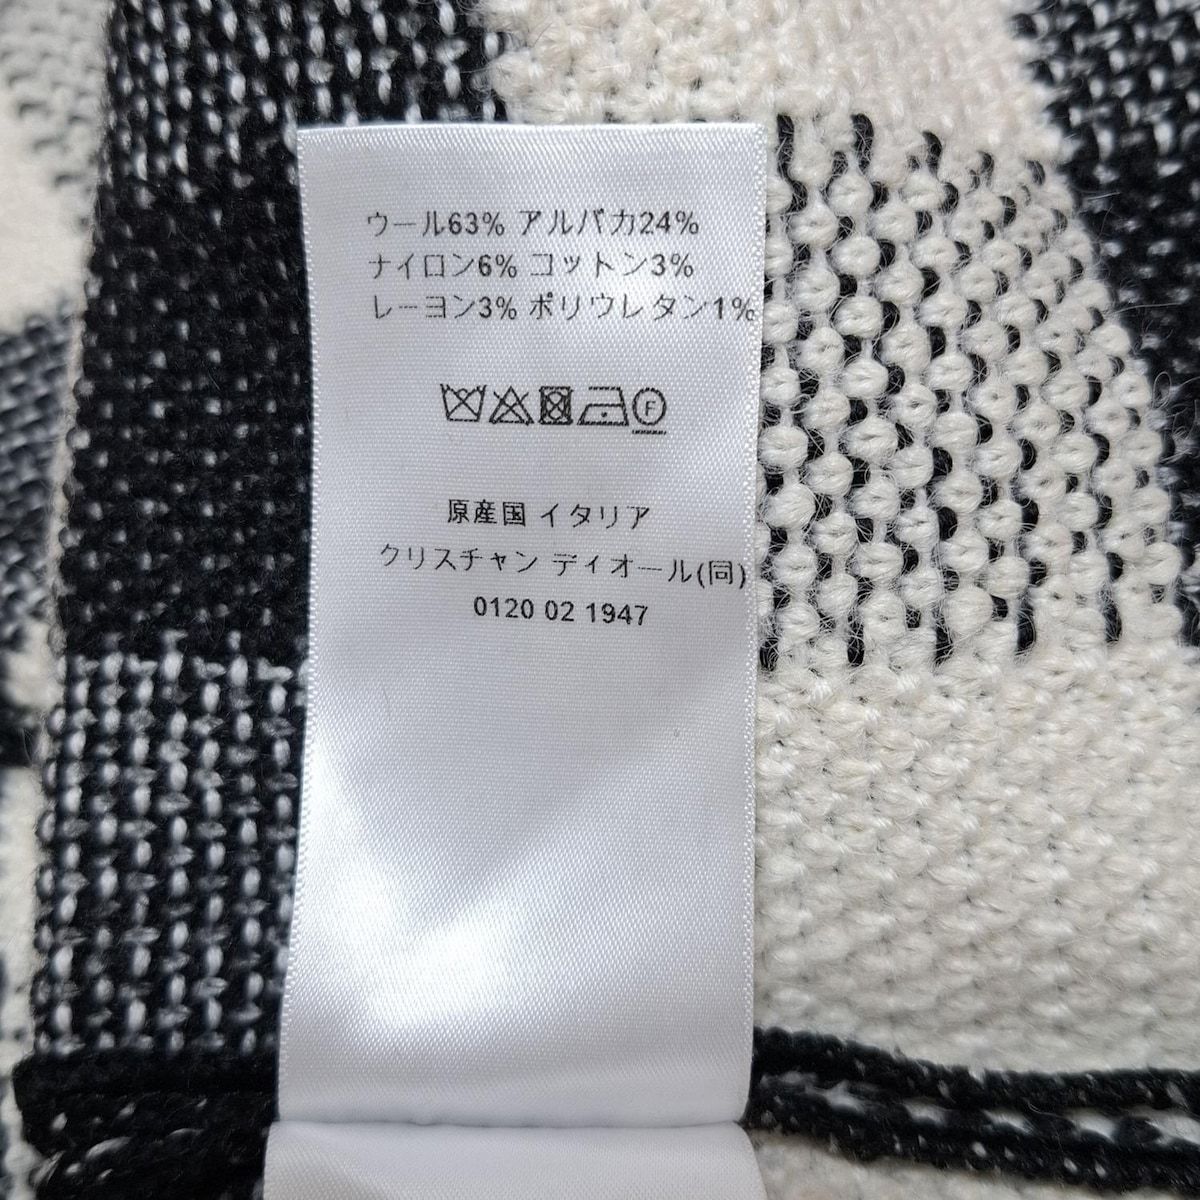 ウール63% アルパカ24%
ナイロン6% コットン3%
レーヨン3% ポリウレタン1%
F
原産国 イタリア
クリスチャン ディオール(同)
0120 02 1947